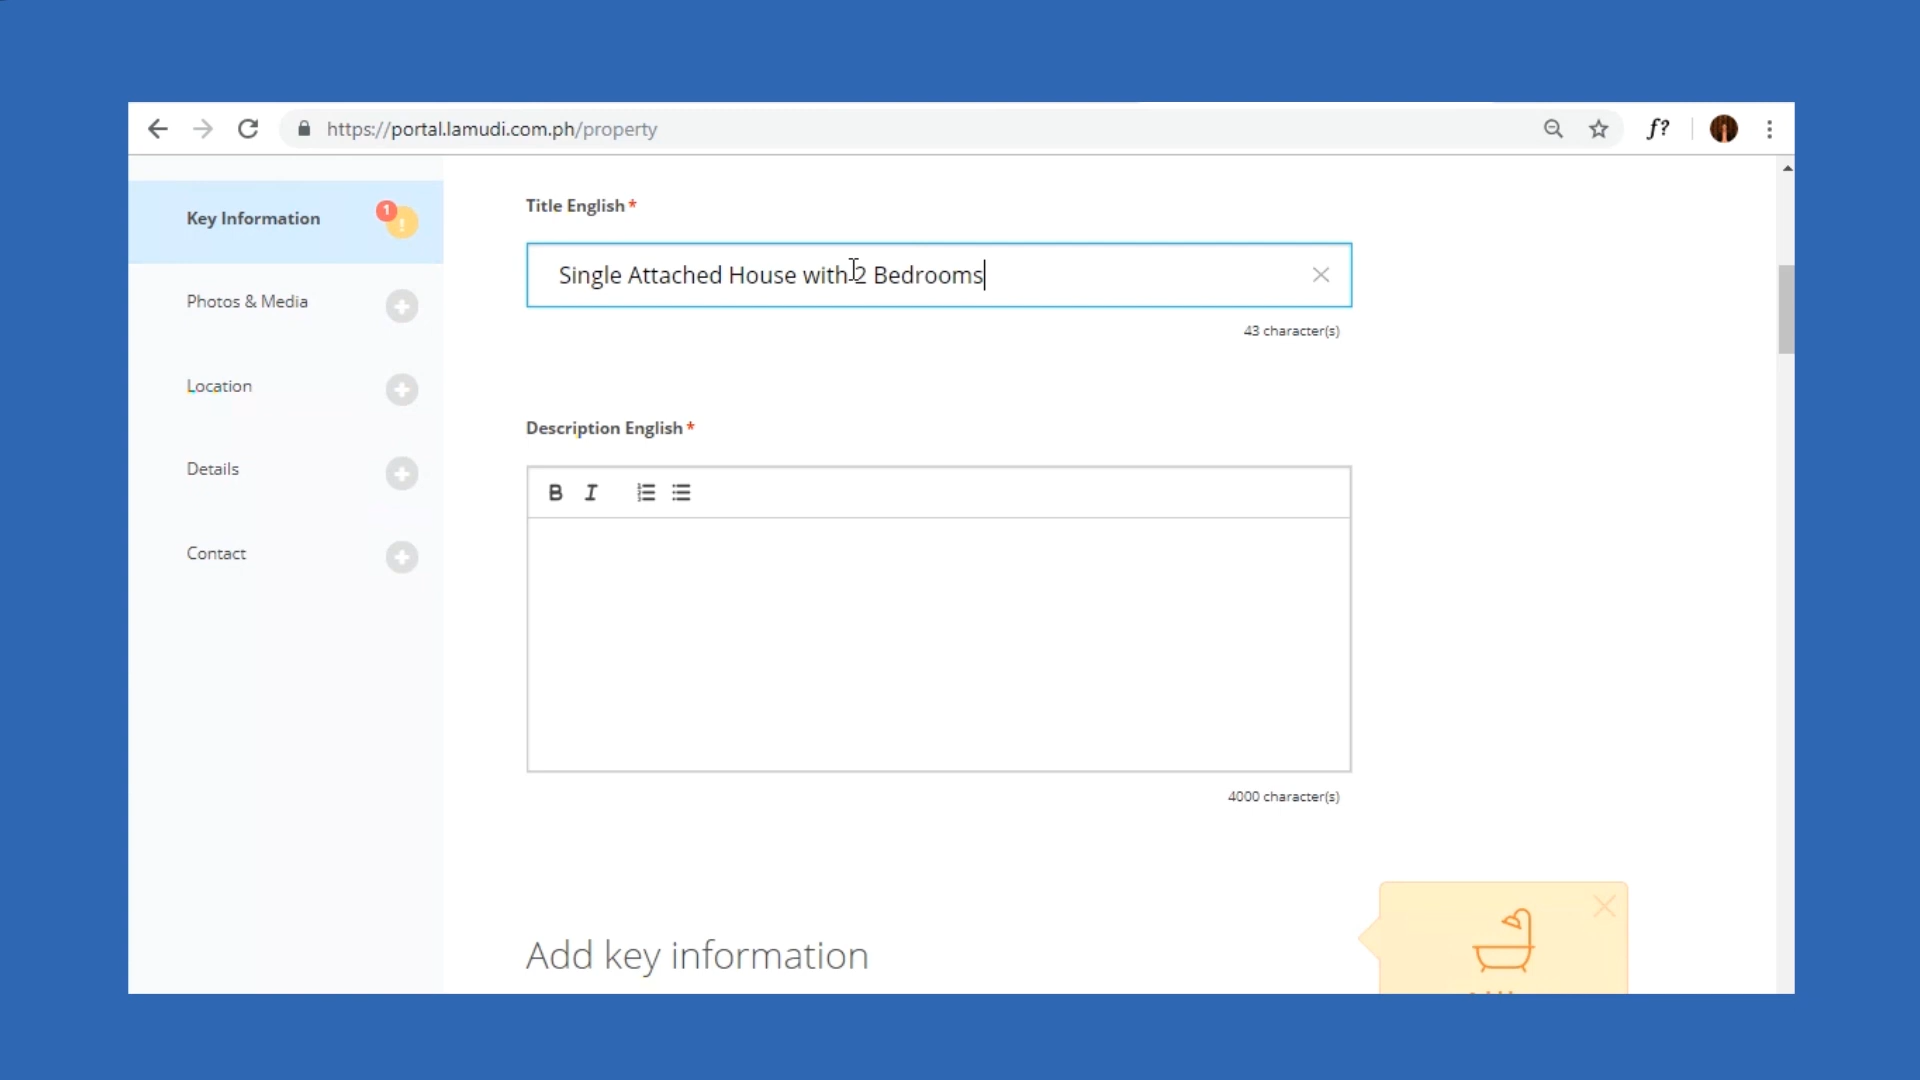 https://portal.lamudi.com.ph/property
f?
Key Information
1
!
Photos & Media
Location
Details
Contact
Title English*
Single Attached House with 2 Bedrooms
43 character(s)
Description English*
B I
4000 character(s)
Add key information